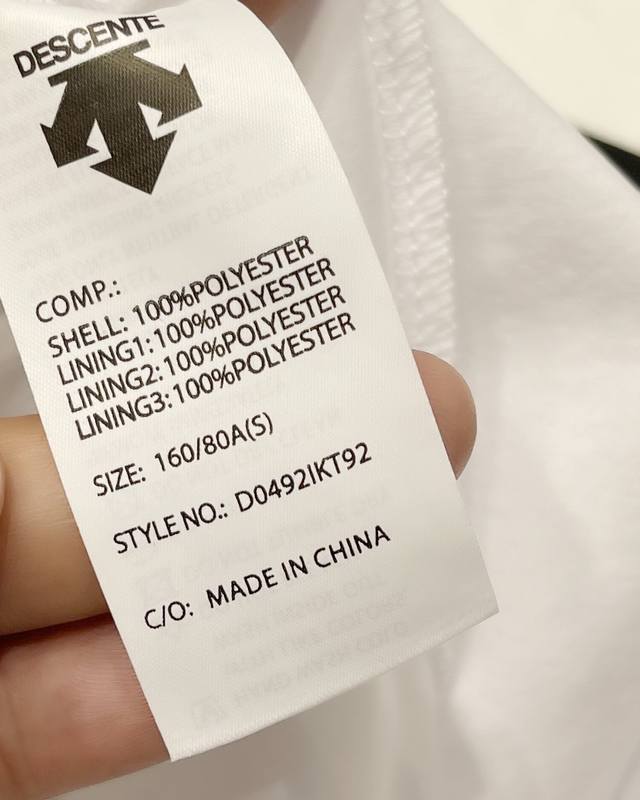 DESCENTE
COMP.:
SHELL: 100%POLYESTER
LINING1:100%POLYESTER
LINING2:100%POLYESTER
LINING3:100%POLYESTER
SIZE: 160/80A(S)
STYLE NO.: D0492IKT92
C/O: MADE IN CHINA